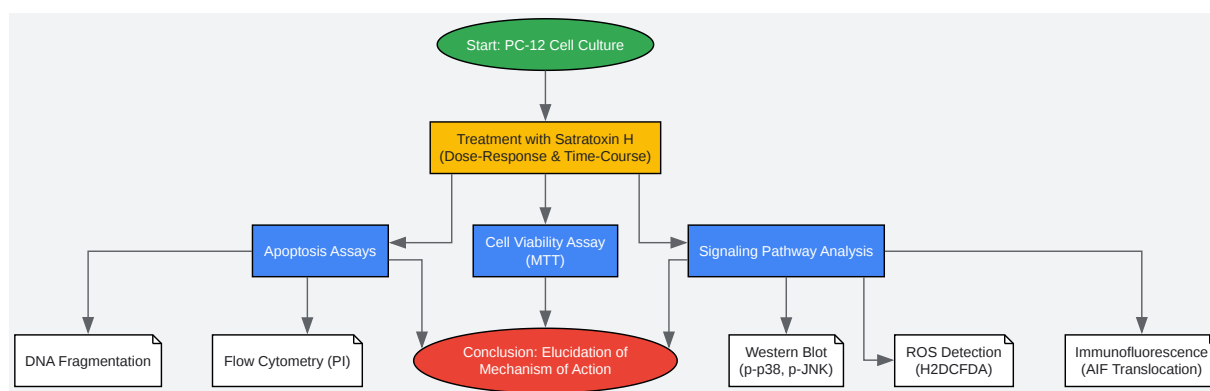 Start: PC-12 Cell Culture
Treatment with Satratoxin H
(Dose-Response & Time-Course)
Apoptosis Assays
Cell Viability Assay
(MTT)
Signaling Pathway Analysis
DNA Fragmentation
Flow Cytometry (PI)
Conclusion: Elucidation of
Mechanism of Action
Western Blot
(p-p38, p-JNK)
ROS Detection
(H2DCFDA)
Immunofluorescence
(AIF Translocation)